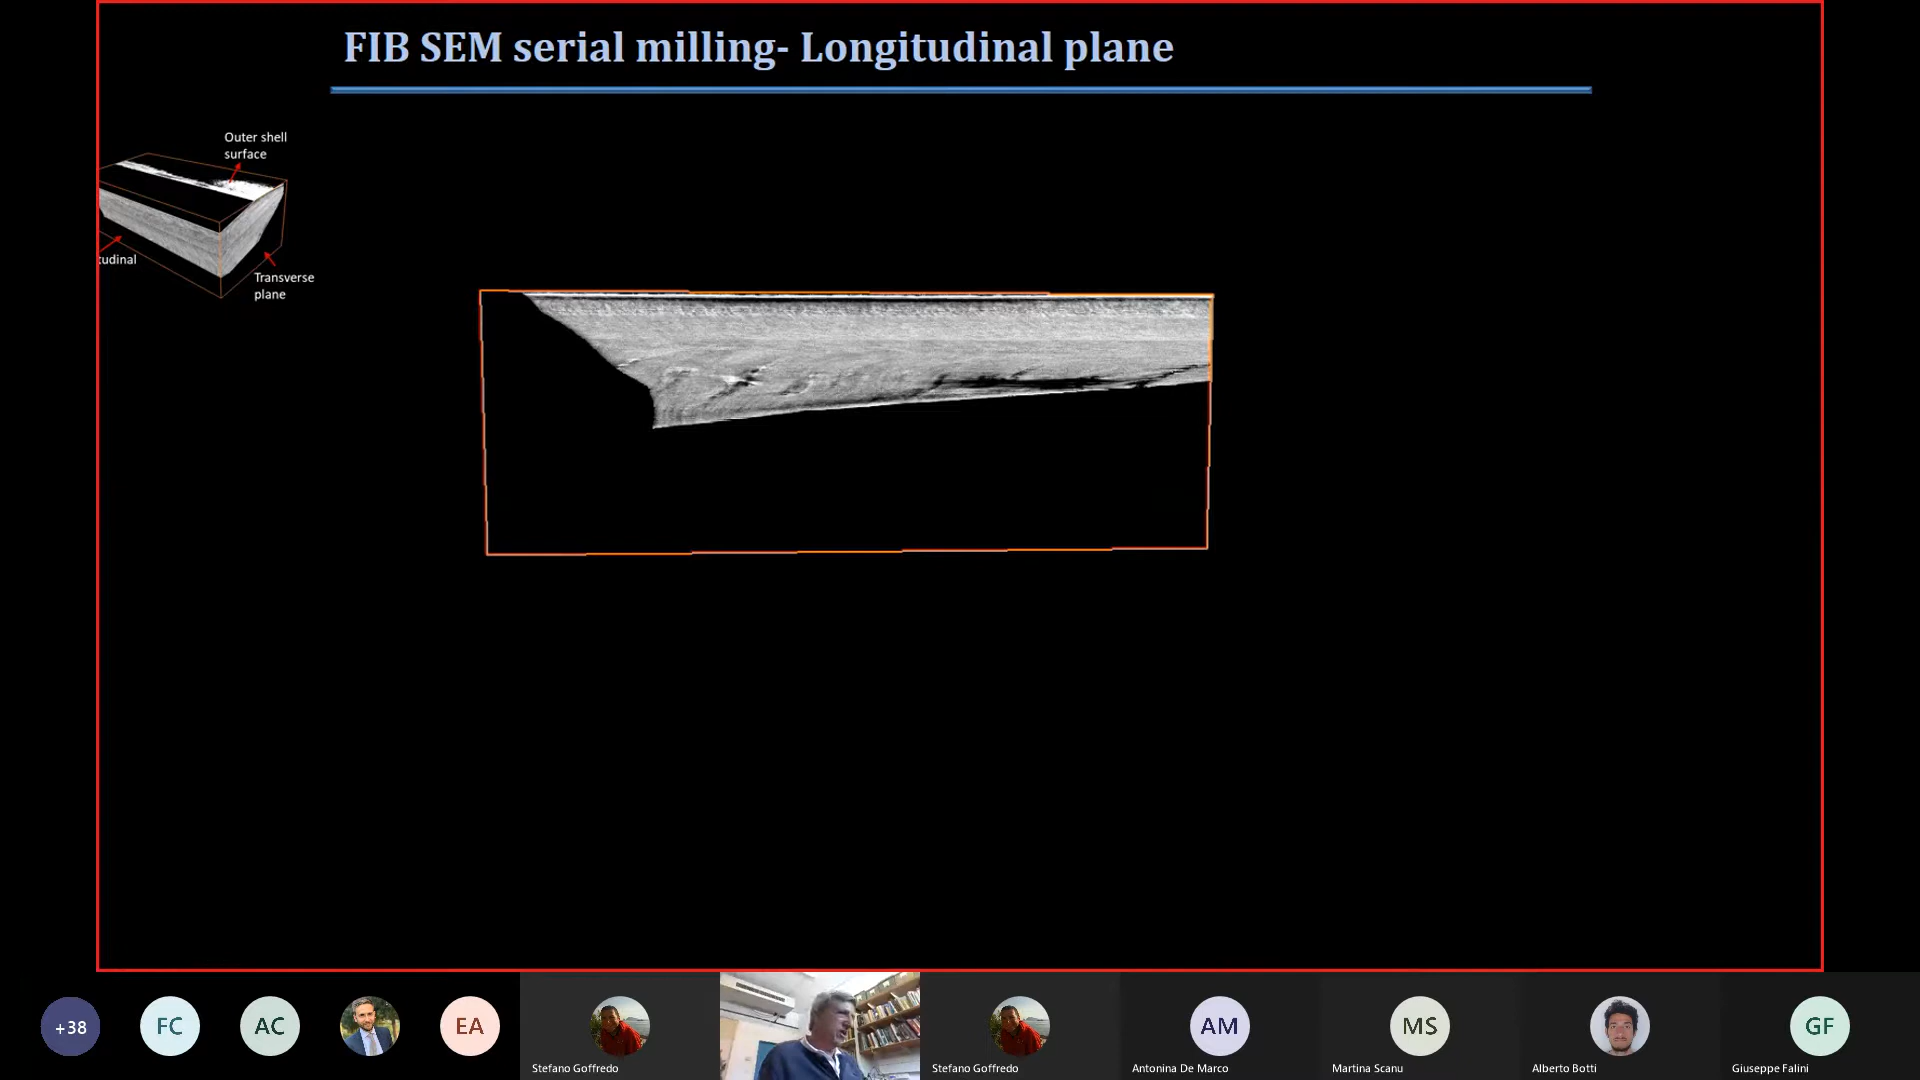 FIB SEM serial milling- Longitudinal plane
Outer shell
surface
tudinal
Transverse
plane
+38
FC
AC
EA
AM
MS
GF
Stefano Goffredo
Stefano Goffredo
Antonina De Marco
Martina Scanu
Alberto Botti
Giuseppe Falini